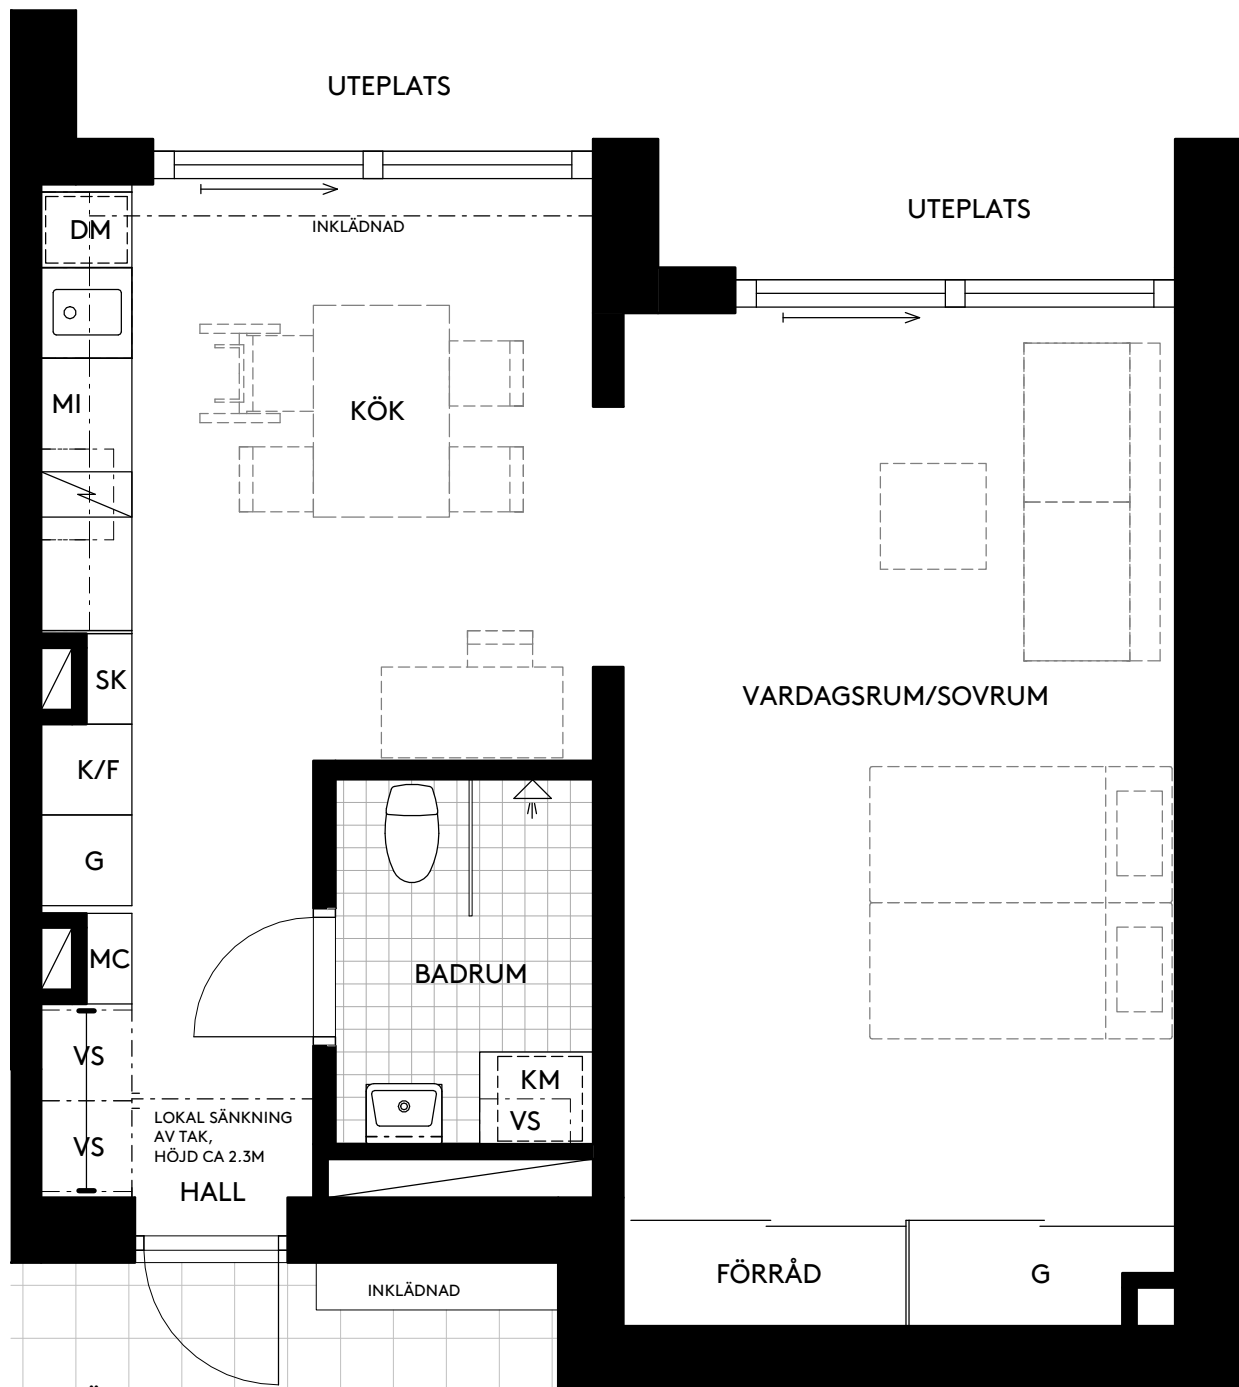 UTEPLATS
UTEPLATS
INKLÄDNAD
DM
MI
KÖK
SK
VARDAGSRUM/SOVRUM
K/F
G
MC
BADRUM
VS
KM
VS
VS
LOKAL SÄNKNING
AV TAK,
HÖJD CA 2.3M
HALL
FÖRRÅD
G
INKLÄDNAD